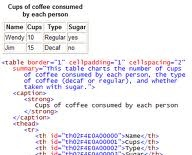 Cups of coffee consumed
by each person
Name Cups Type Sugar
Wendy 10 Regular yes
Jim 15 Decaf no
<table border="1" cellpadding="1" cellspacing="2"
summary="This table charts the number of cups
of coffee consumed by each person, the type
of coffee (decaf or regular), and whether
taken with sugar.">
<caption>
<strong>
Cups of coffee consumed by each person
</strong>
</caption>
<thead>
<tr>
<th id="th02F4E0A00000">Name</th>
<th id="th02F4E0A00001">Cups</th>
<th id="th02F4E0A00002">Type</th>